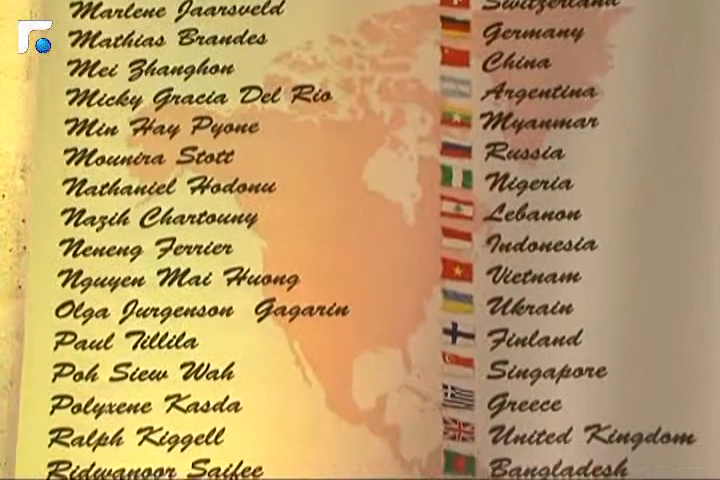 Marlene Jaarsveld Switzerland
Mathias Brandes Germany
Mei Zhanghon China
Micky Gracia Del Rio Argentina
Min Hay Pyone Myanmar
Mounira Stott Russia
Nathaniel Hodonu Nigeria
Nazih Chartouny Lebanon
Neneng Ferrier Indonesia
Nguyen Mai Huong Vietnam
Olga Jurgenson Gagarin Ukrain
Paul Tillila Finland
Poh Siew Wah Singapore
Polyxene Kasda Greece
Ralph Kiggell United Kingdom
Ridwanoor Saifee Bangladesh